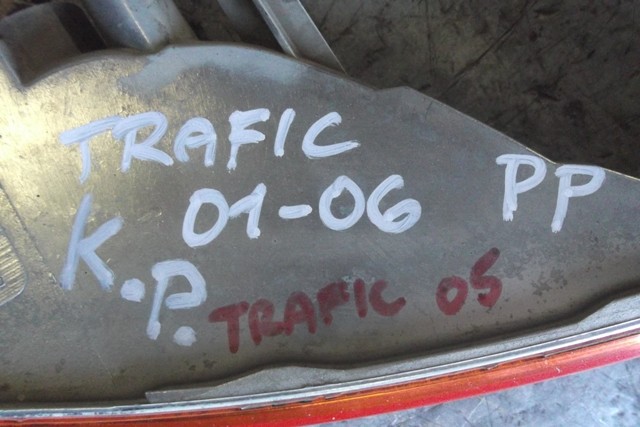 TRAFIC
01-06 PP
K.P.
TRAFIC 05